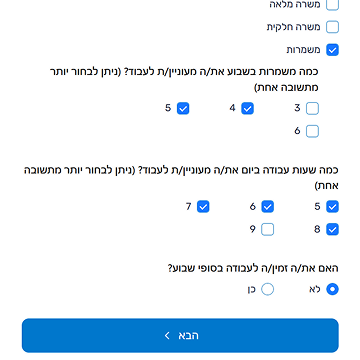 משרה מלאה
משרה חלקית
משמרות
כמה משמרות בשבוע את/ה מעוניין/ת לעבוד? (ניתן לבחור יותר
מתשובה אחת)
3 4 5
6
כמה שעות עבודה ביום את/ה מעוניין/ת לעבוד? (ניתן לבחור יותר מתשובה
אחת)
5 6 7
8 9
האם את/ה זמין/ה לעבודה בסופי שבוע?
לא כן
הבא